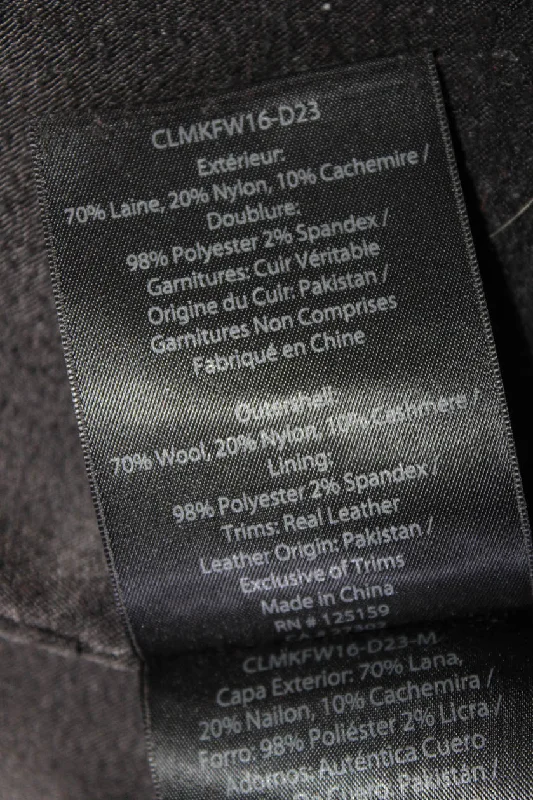 CLMKFW16-D23
Extérieur:
70% Laine, 20% Nylon, 10% Cachemire /
Doublure:
98% Polyester 2% Spandex /
Garnitures: Cuir Véritable
Origine du Cuir: Pakistan /
Garnitures Non Comprises
Fabriqué en Chine
Outershell:
70% Wool, 20% Nylon, 10% Cashmere /
Lining:
98% Polyester 2% Spandex /
Trims: Real Leather
Leather Origin: Pakistan /
Exclusive of Trims
Made in China
RN # 125159
CLMKFW16-D23-M
Capa Exterior: 70% Lana,
20% Nailon, 10% Cachemira /
Forro: 98% Poliéster 2% Licra /
Adornos: Auténtica Cuero
Cuero: Pakistán /